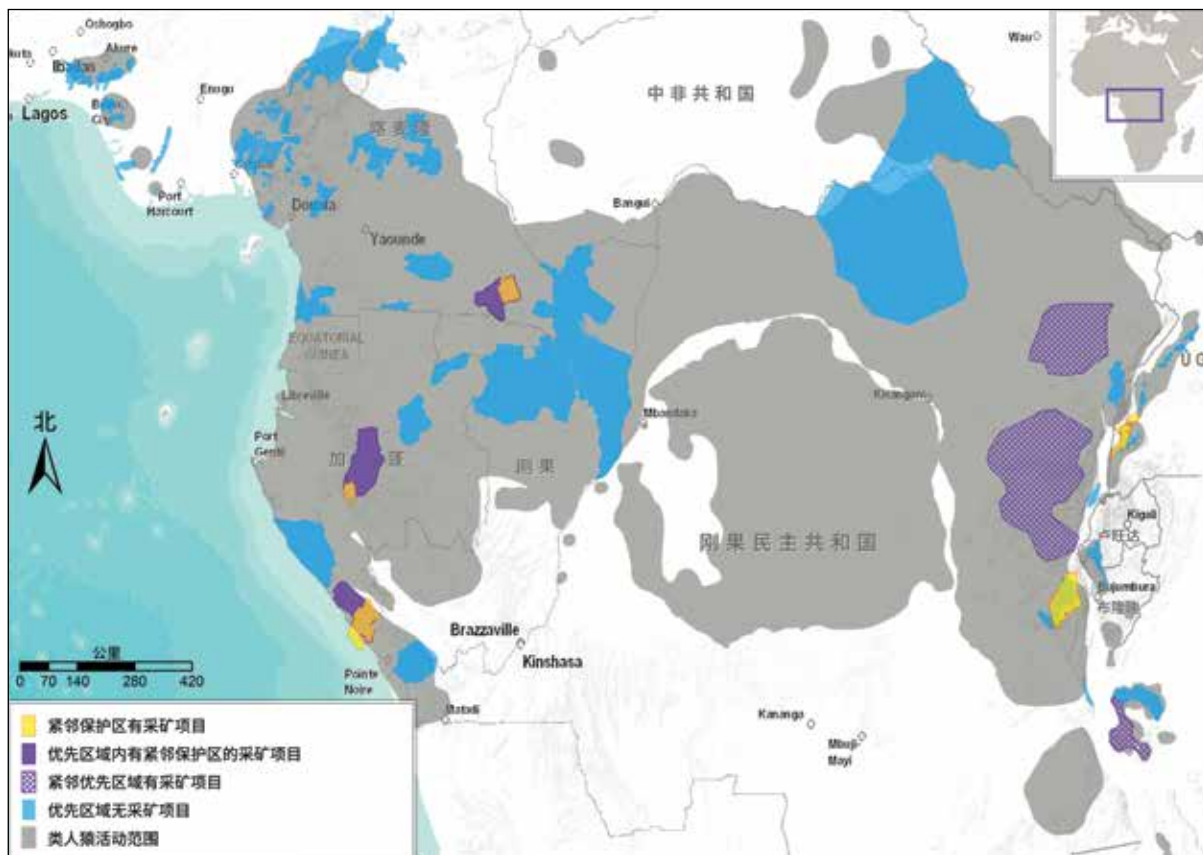 Oshogbo
Akure
Ibadan
Lagos
Enugu
Port
Harcourt
Douala
Yaounde
EQUATORIAL
GUINEA
Libreville
Port
Gentil
加蓬
刚果
中非共和国
Wau
Bangui
Mbandaka
Kisangani
刚果民主共和国
Kigali
卢旺达
Bujumbura
布隆迪
Brazzaville
Kinshasa
Pointe
Noire
Matadi
Kananga
Mbuji-
Mayi
北
公里
0 70 140 280 420
紧邻保护区有采矿项目
优先区域内有紧邻保护区的采矿项目
紧邻优先区域有采矿项目
优先区域无采矿项目
类人猿活动范围